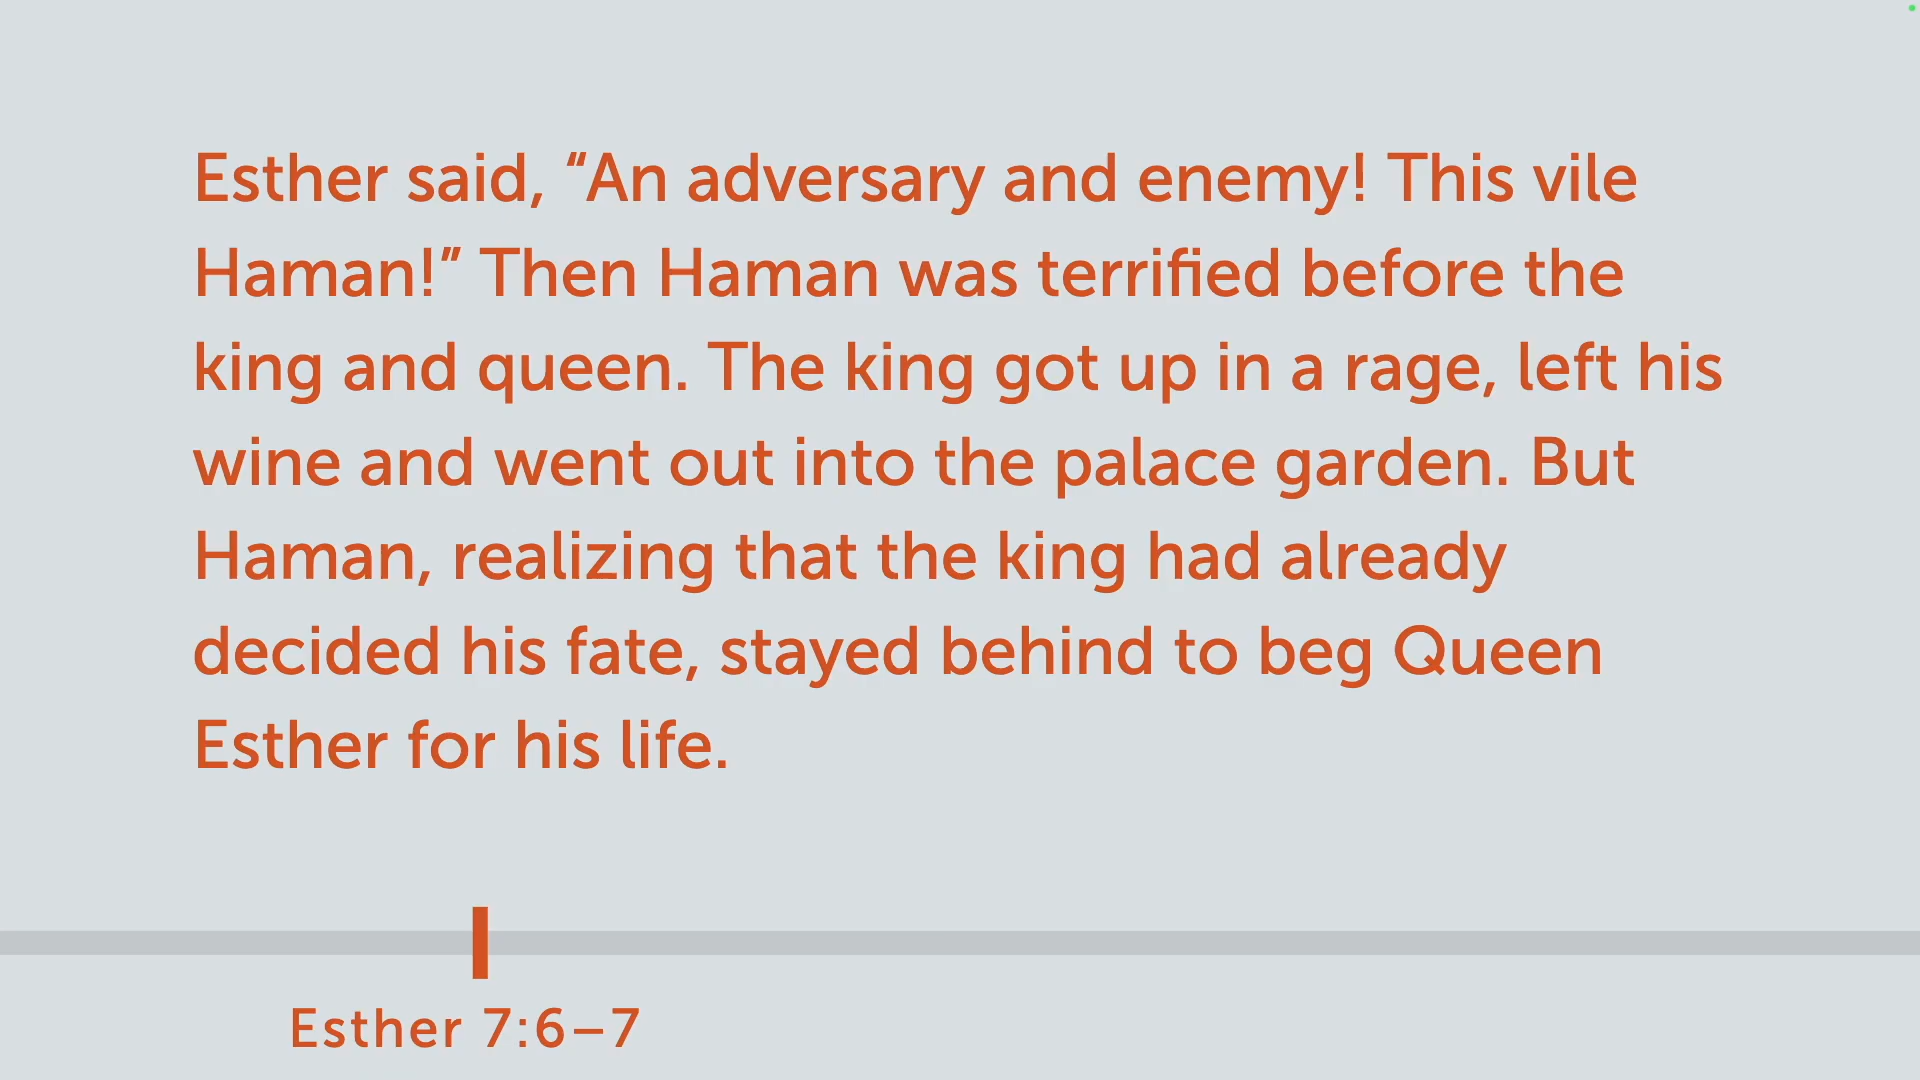 Esther said, “An adversary and enemy! This vile
Haman!” Then Haman was terrified before the
king and queen. The king got up in a rage, left his
wine and went out into the palace garden. But
Haman, realizing that the king had already
decided his fate, stayed behind to beg Queen
Esther for his life.
Esther 7:6–7